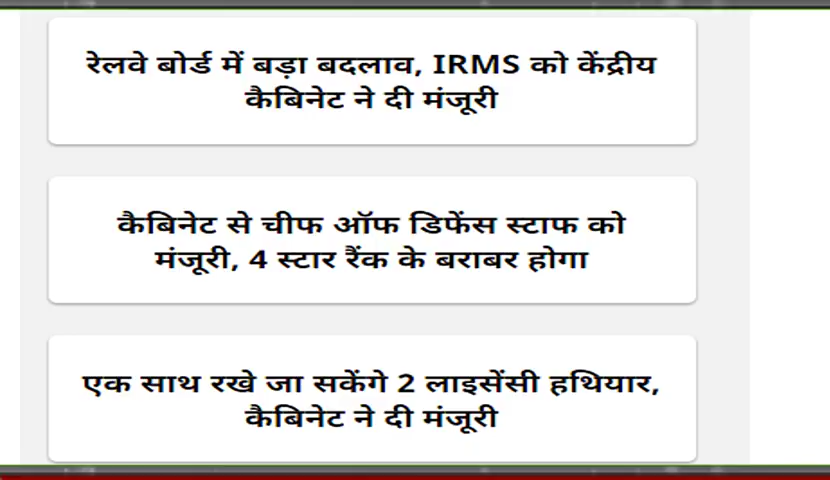 रेलवे बोर्ड में बड़ा बदलाव, IRMS को केंद्रीय
कैबिनेट ने दी मंजूरी
कैबिनेट से चीफ ऑफ डिफेंस स्टाफ को
मंजूरी, 4 स्टार रैंक के बराबर होगा
एक साथ रखे जा सकेंगे 2 लाइसेंसी हथियार,
कैबिनेट ने दी मंजूरी